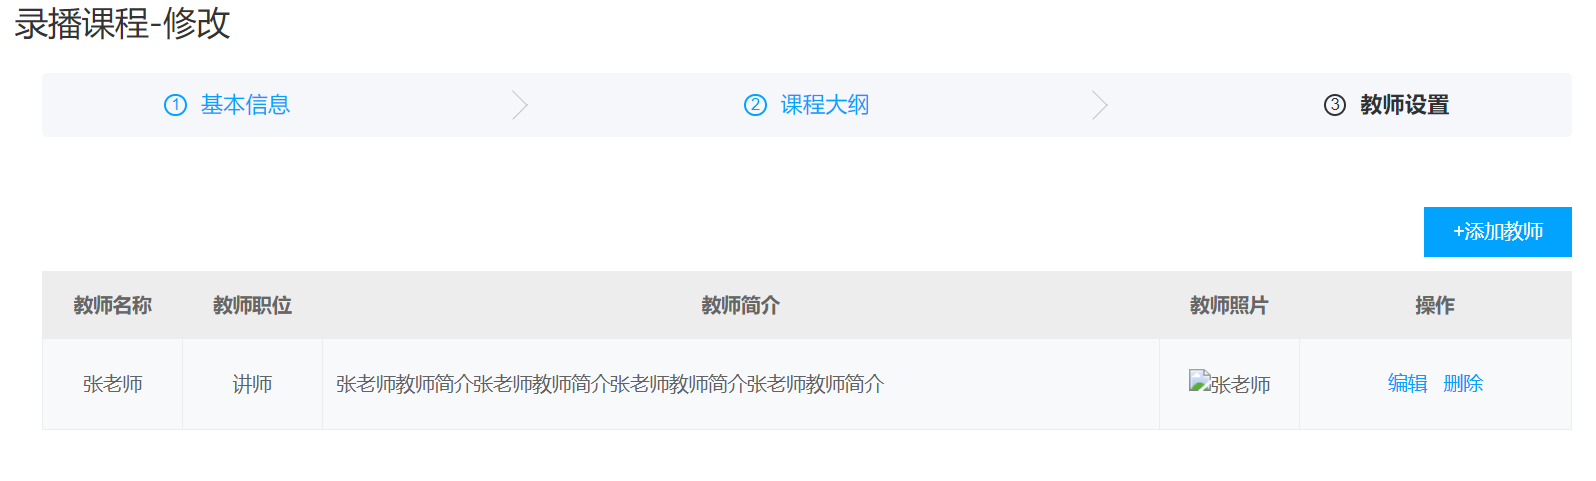 录播课程-修改
① 基本信息
② 课程大纲
③ 教师设置
+添加教师
教师名称 教师职位 教师简介 教师照片 操作
张老师 讲师 张老师教师简介张老师教师简介张老师教师简介张老师教师简介 张老师 编辑 删除